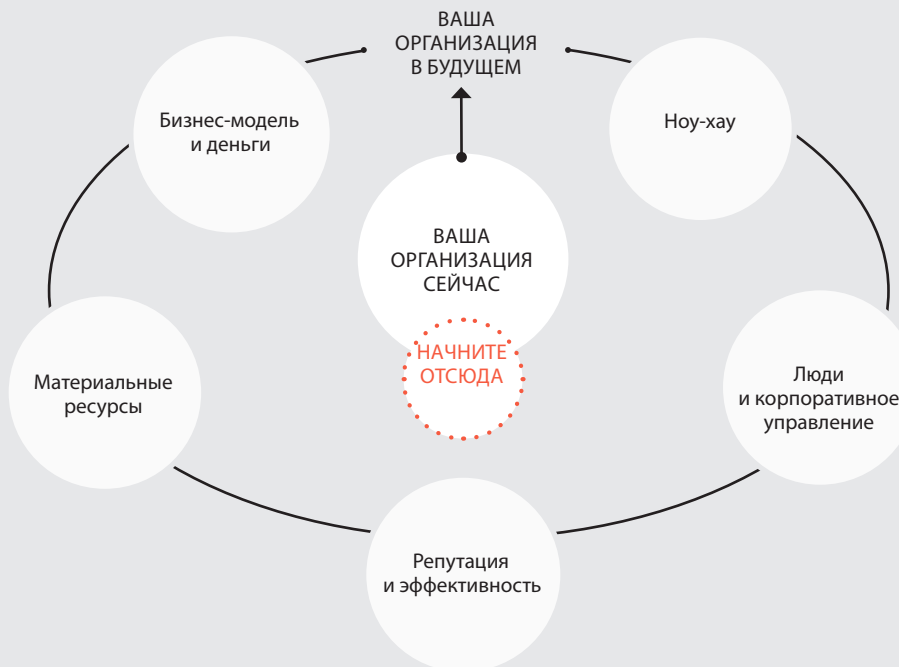 ВАША
ОРГАНИЗАЦИЯ
В БУДУЩЕМ
Бизнес-модель
и деньги
Ноу-хау
ВАША
ОРГАНИЗАЦИЯ
СЕЙЧАС
НАЧНИТЕ
ОТСЮДА
Материальные
ресурсы
Люди
и корпоративное
управление
Репутация
и эффективность